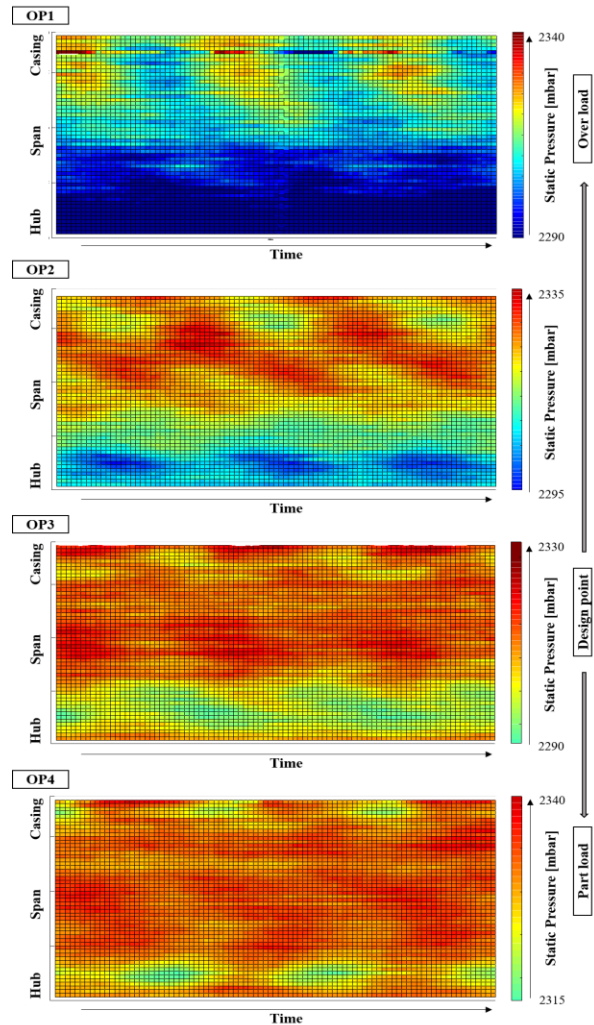 OP1
Casing
Span
Hub
Time
2340
Static Pressure [mbar]
2290
Over load
OP2
Casing
Span
Hub
Time
2335
Static Pressure [mbar]
2295
OP3
Casing
Span
Hub
Time
2330
Static Pressure [mbar]
2290
Design point
OP4
Casing
Span
Hub
Time
2340
Static Pressure [mbar]
2315
Part load